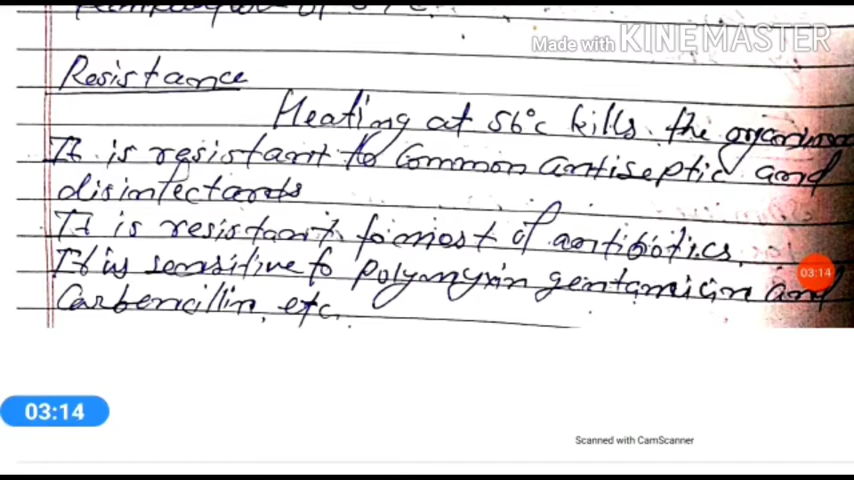 Made with KINEMASTER
Resistance
Heating at 56°c kills the
It is resistant to Common antiseptic and
disinfectants
It is resistant to most of antibotics.
It is sensitive to polymyxin gentamicin and
Carbencillin, etc.
03:14
03:14
Scanned with CamScanner